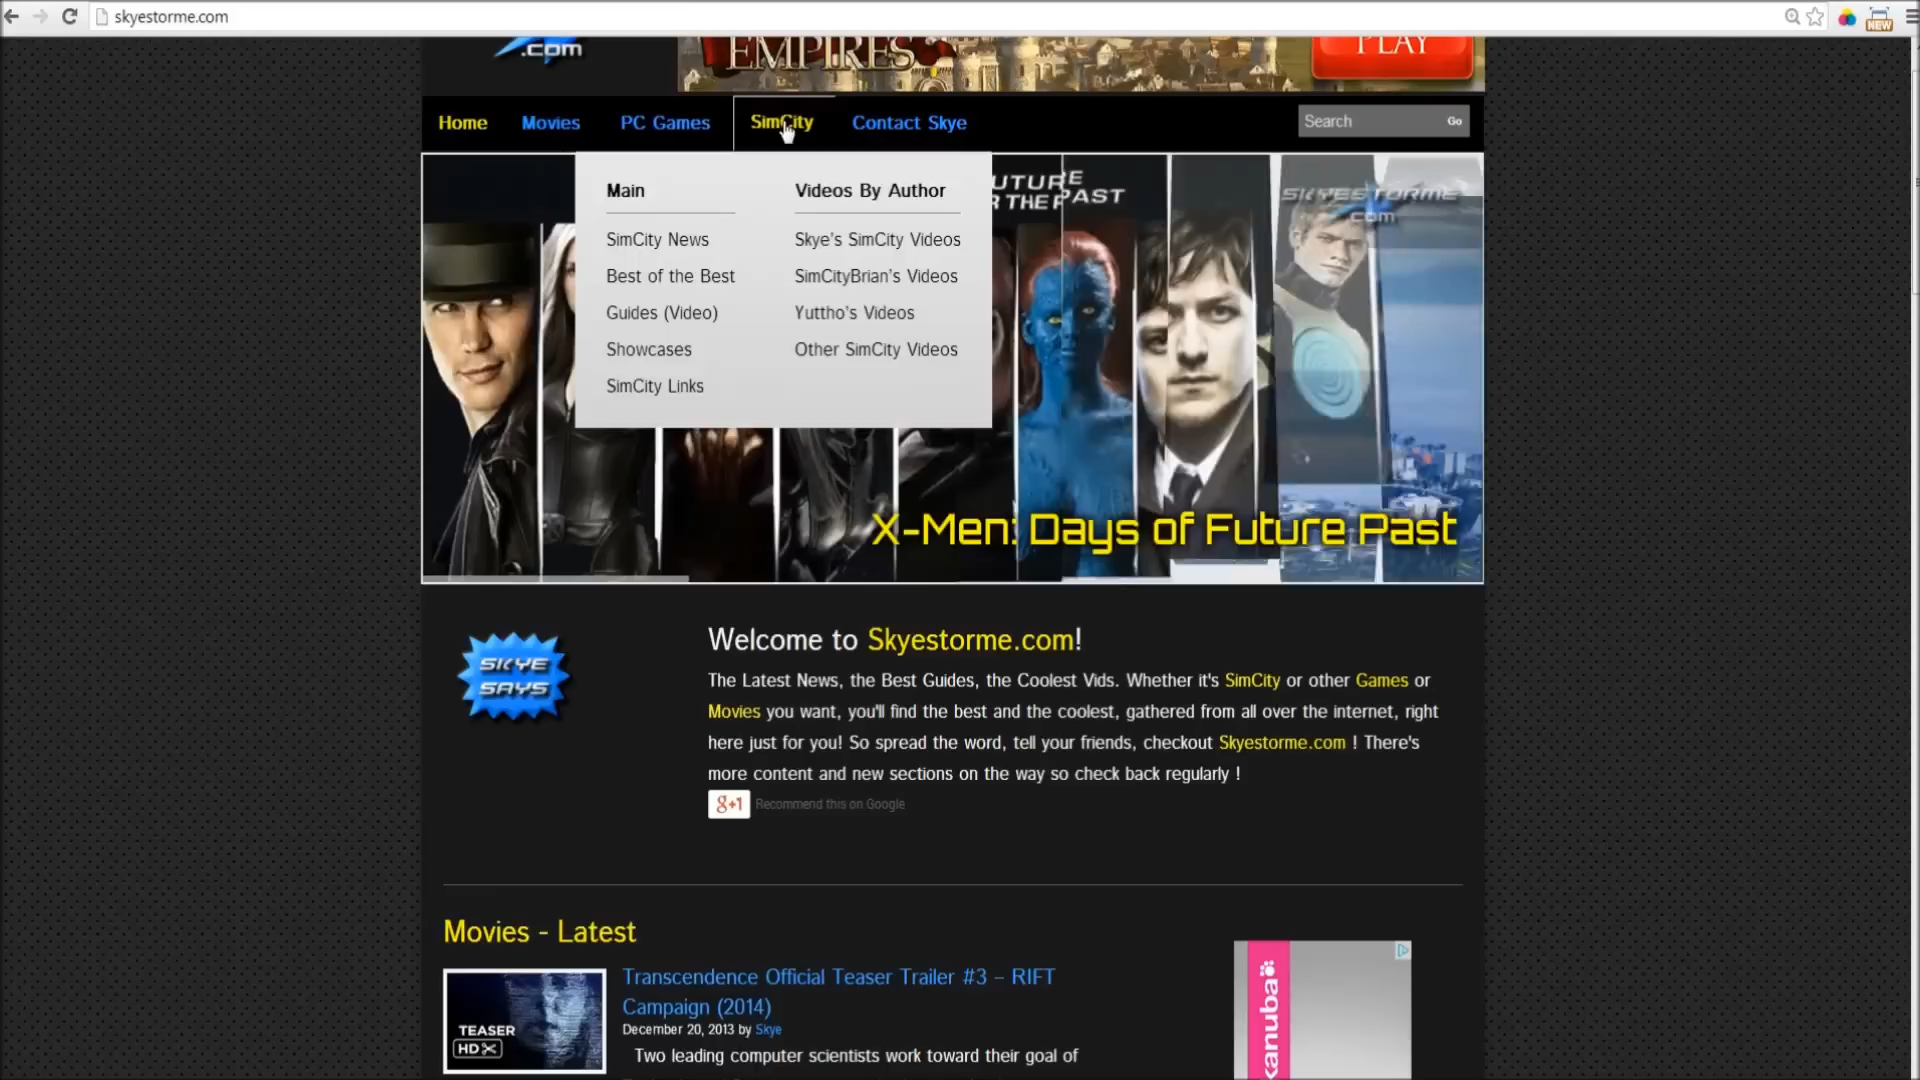 skyestorme.com
NEW
.com
EMPIRES
PLAY
Home Movies PC Games SimCity Contact Skye
Search Go
Main
SimCity News
Best of the Best
Guides (Video)
Showcases
SimCity Links
Videos By Author
Skye's SimCity Videos
SimCityBrian's Videos
Yuttho's Videos
Other SimCity Videos
UTURE
R THE PAST
SKYESTORME
.com
X-Men: Days of Future Past
SKYE
SAYS
Welcome to Skyestorme.com!
The Latest News, the Best Guides, the Coolest Vids. Whether it's SimCity or other Games or
Movies you want, you'll find the best and the coolest, gathered from all over the internet, right
here just for you! So spread the word, tell your friends, checkout Skyestorme.com ! There's
more content and new sections on the way so check back regularly !
g+1 Recommend this on Google
Movies - Latest
TEASER
HD
Transcendence Official Teaser Trailer #3 – RIFT
Campaign (2014)
December 20, 2013 by Skye
Two leading computer scientists work toward their goal of
kanuba